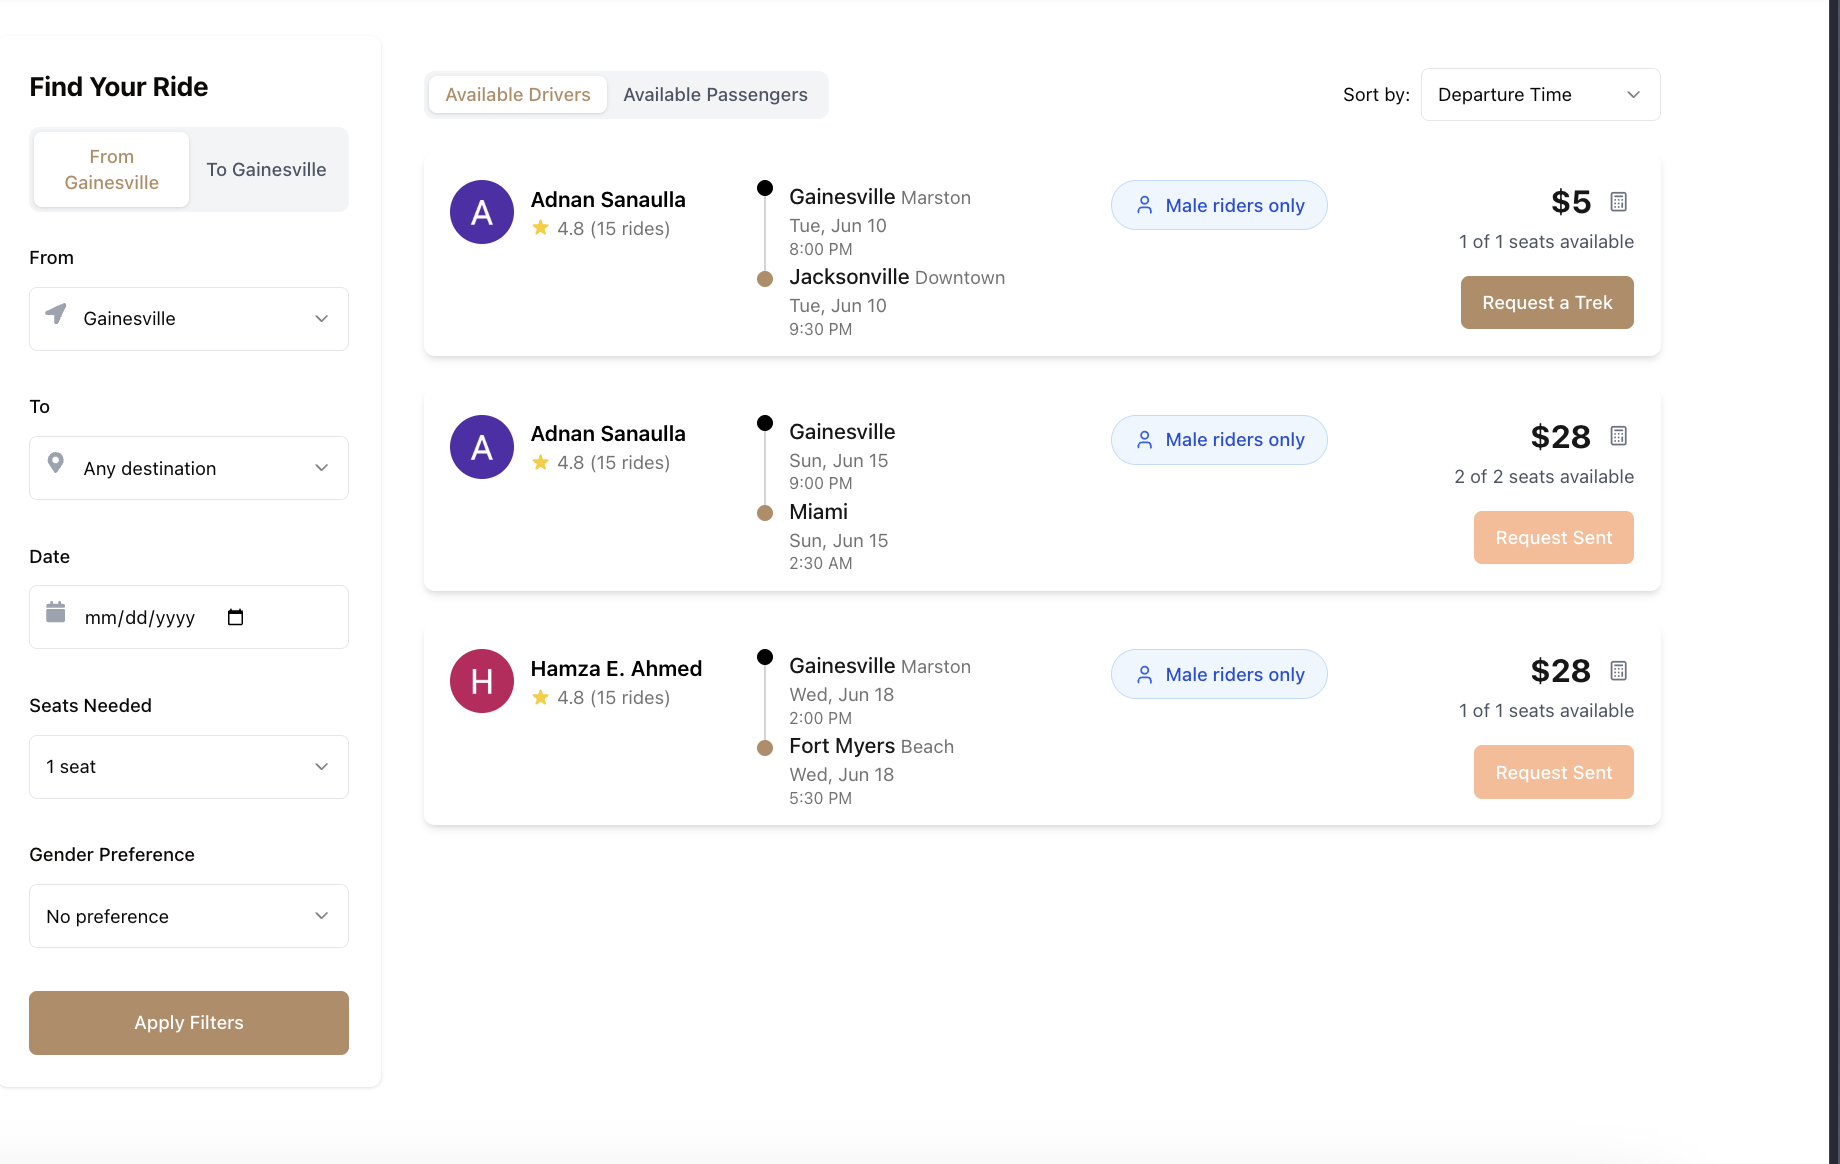 Find Your Ride
From
Gainesville
To Gainesville
From
Gainesville
To
Any destination
Date
mm/dd/yyyy
Seats Needed
1 seat
Gender Preference
No preference
Apply Filters
Available Drivers
Available Passengers
Sort by:
Departure Time
A
Adnan Sanaulla
4.8 (15 rides)
Gainesville Marston
Tue, Jun 10
8:00 PM
Jacksonville Downtown
Tue, Jun 10
9:30 PM
Male riders only
$5
1 of 1 seats available
Request a Trek
A
Adnan Sanaulla
4.8 (15 rides)
Gainesville
Sun, Jun 15
9:00 PM
Miami
Sun, Jun 15
2:30 AM
Male riders only
$28
2 of 2 seats available
Request Sent
H
Hamza E. Ahmed
4.8 (15 rides)
Gainesville Marston
Wed, Jun 18
2:00 PM
Fort Myers Beach
Wed, Jun 18
5:30 PM
Male riders only
$28
1 of 1 seats available
Request Sent